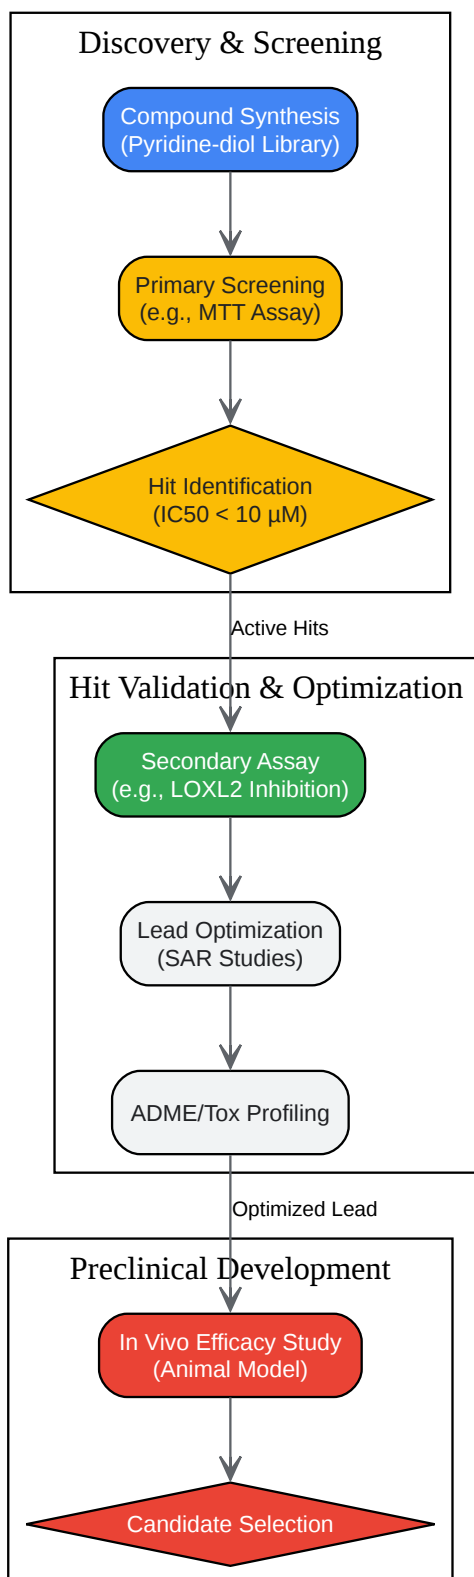 Discovery & Screening
Compound Synthesis
(Pyridine-diol Library)
Primary Screening
(e.g., MTT Assay)
Hit Identification
(IC50 < 10 µM)
Active Hits
Hit Validation & Optimization
Secondary Assay
(e.g., LOXL2 Inhibition)
Lead Optimization
(SAR Studies)
ADME/Tox Profiling
Optimized Lead
Preclinical Development
In Vivo Efficacy Study
(Animal Model)
Candidate Selection